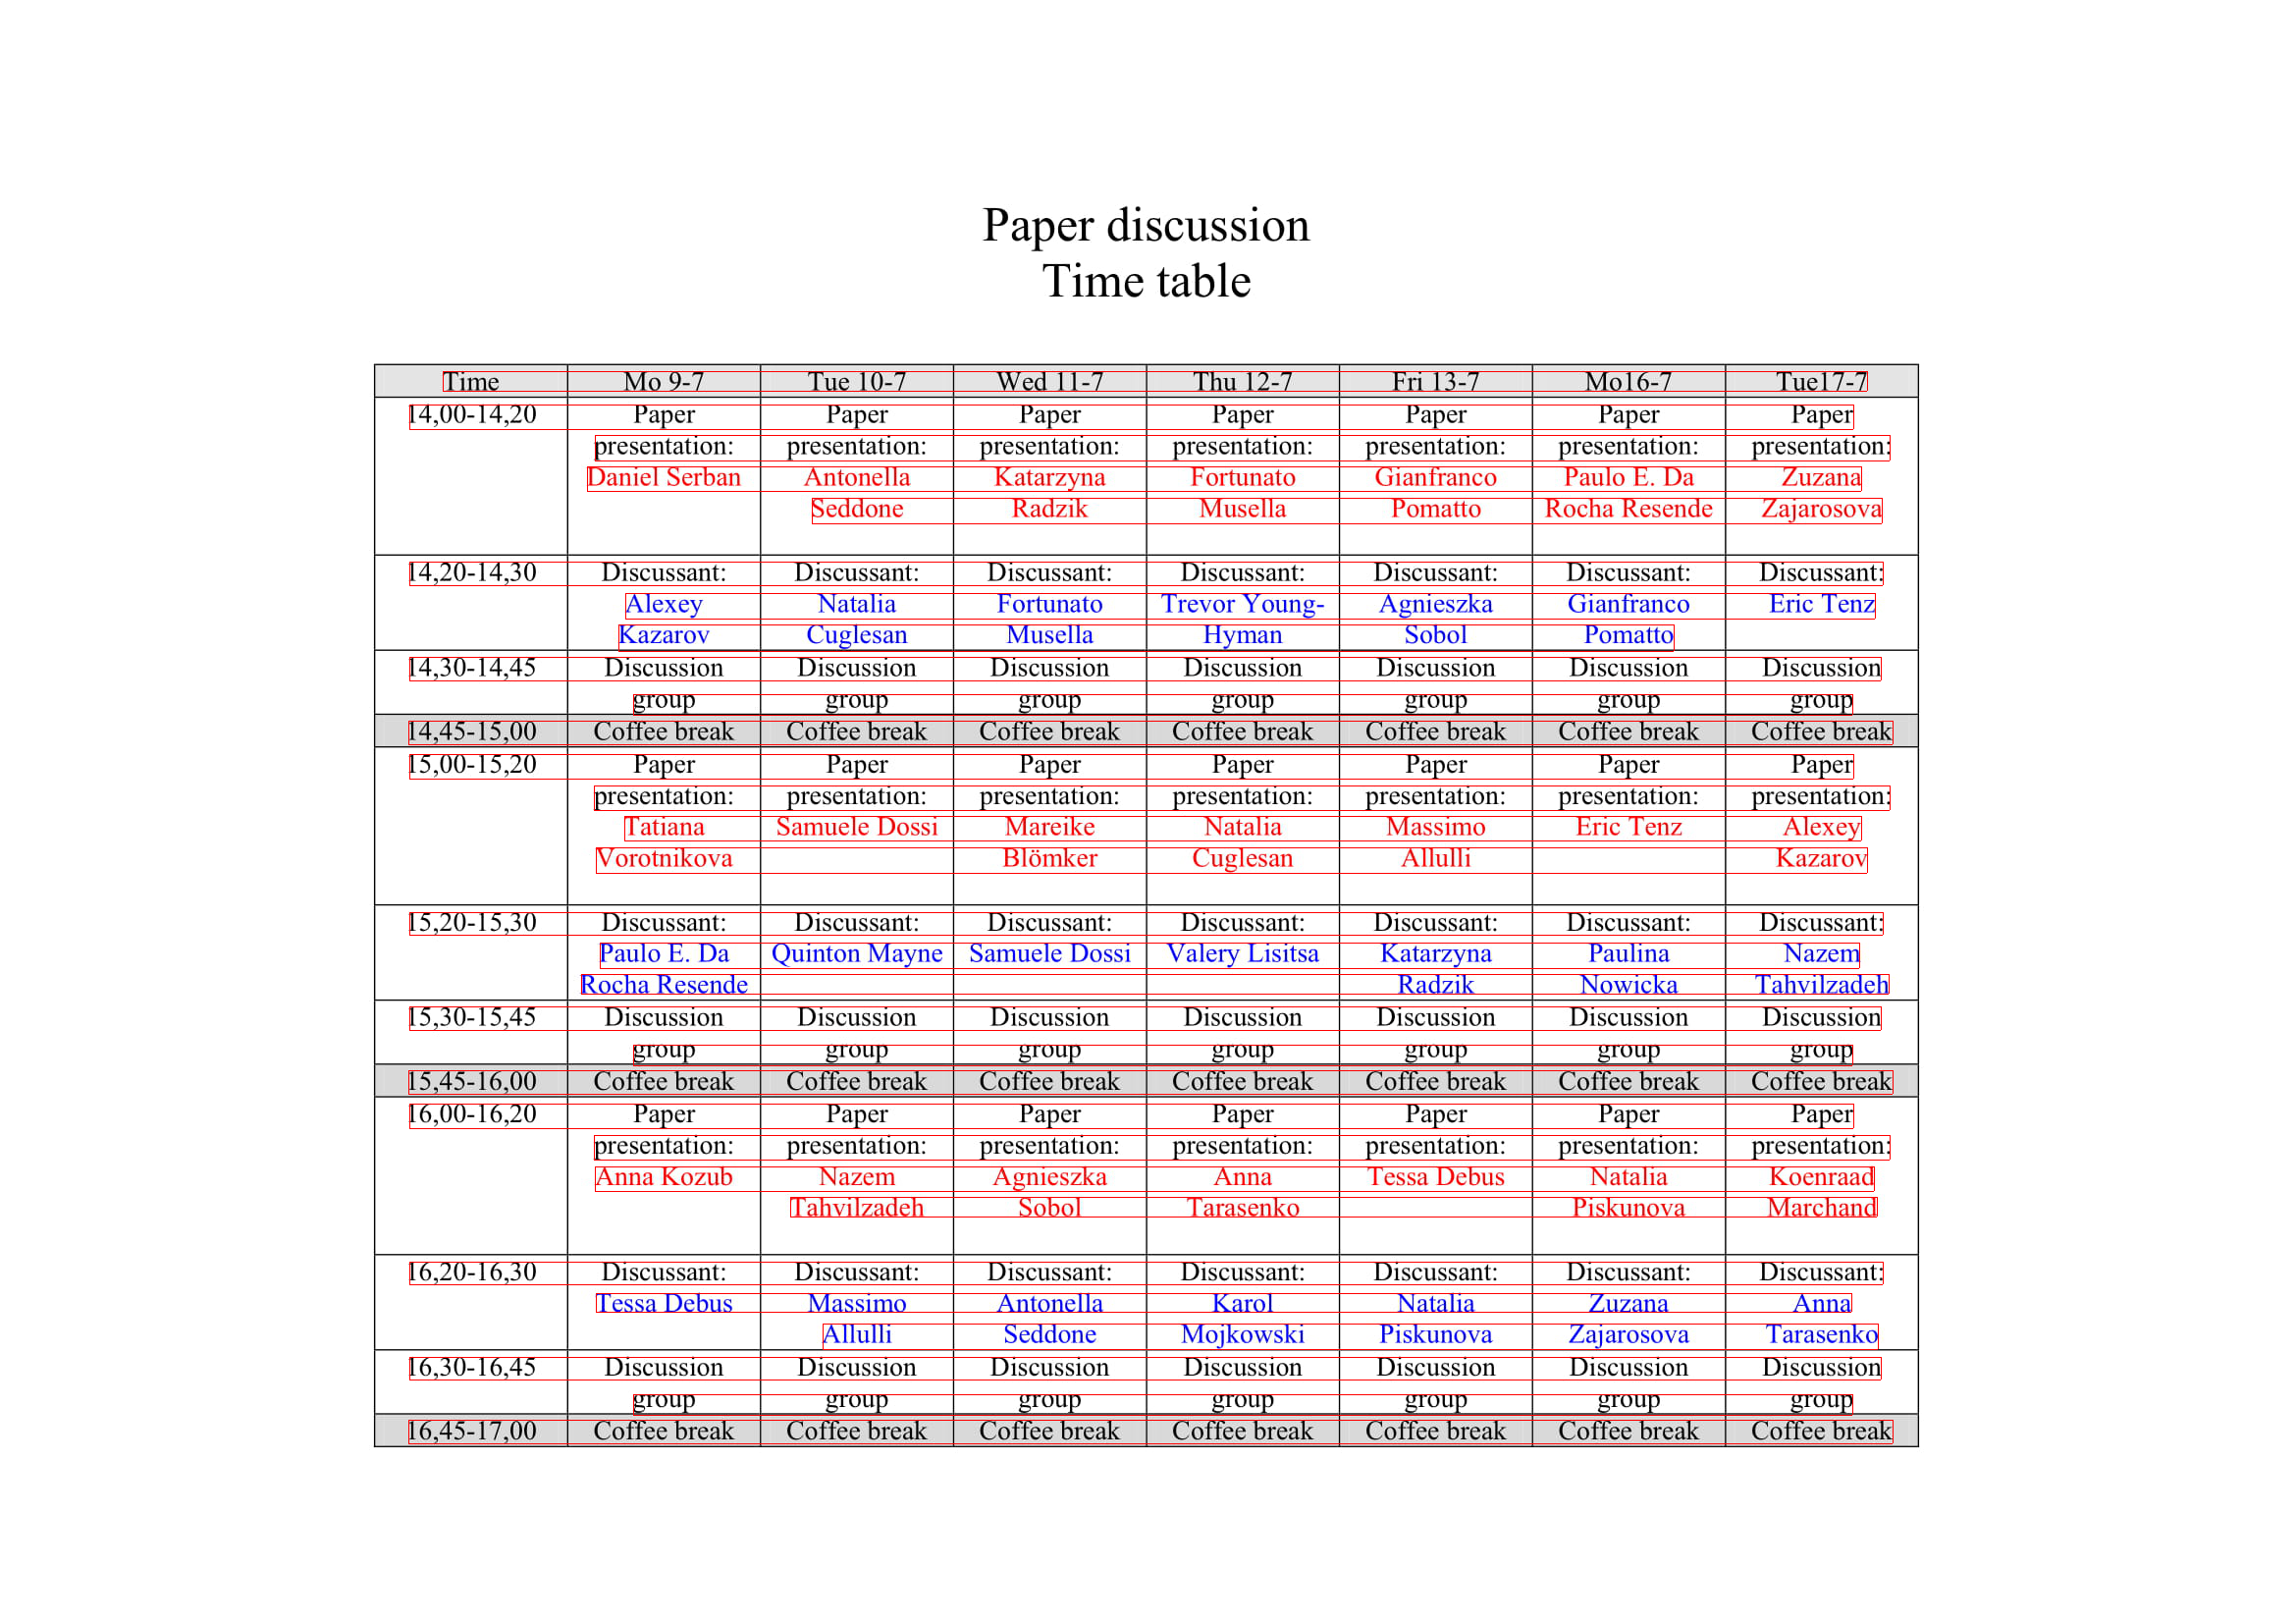 Paper discussion
Time table
Time Mo 9-7 Tue 10-7 Wed 11-7 Thu 12-7 Fri 13-7 Mo16-7 Tue17-7
14,00-14,20 Paper Paper Paper Paper Paper Paper Paper
presentation: presentation: presentation: presentation: presentation: presentation: presentation:
Daniel Serban Antonella Katarzyna Fortunato Gianfranco Paulo E. Da Zuzana
Seddone Radzik Musella Pomatto Rocha Resende Zajarosova
14,20-14,30 Discussant: Discussant: Discussant: Discussant: Discussant: Discussant: Discussant:
Alexey Natalia Fortunato Trevor Young- Agnieszka Gianfranco Eric Tenz
Kazarov Cuglesan Musella Hyman Sobol Pomatto
14,30-14,45 Discussion Discussion Discussion Discussion Discussion Discussion Discussion
group group group group group group group
14,45-15,00 Coffee break Coffee break Coffee break Coffee break Coffee break Coffee break Coffee break
15,00-15,20 Paper Paper Paper Paper Paper Paper Paper
presentation: presentation: presentation: presentation: presentation: presentation: presentation:
Tatiana Samuele Dossi Mareike Natalia Massimo Eric Tenz Alexey
Vorotnikova Blömker Cuglesan Allulli Kazarov
15,20-15,30 Discussant: Discussant: Discussant: Discussant: Discussant: Discussant: Discussant:
Paulo E. Da Quinton Mayne Samuele Dossi Valery Lisitsa Katarzyna Paulina Nazem
Rocha Resende Radzik Nowicka Tahvilzadeh
15,30-15,45 Discussion Discussion Discussion Discussion Discussion Discussion Discussion
group group group group group group group
15,45-16,00 Coffee break Coffee break Coffee break Coffee break Coffee break Coffee break Coffee break
16,00-16,20 Paper Paper Paper Paper Paper Paper Paper
presentation: presentation: presentation: presentation: presentation: presentation: presentation:
Anna Kozub Nazem Agnieszka Anna Tessa Debus Natalia Koenraad
Tahvilzadeh Sobol Tarasenko Piskunova Marchand
16,20-16,30 Discussant: Discussant: Discussant: Discussant: Discussant: Discussant: Discussant:
Tessa Debus Massimo Antonella Karol Natalia Zuzana Anna
Allulli Seddone Mojkowski Piskunova Zajarosova Tarasenko
16,30-16,45 Discussion Discussion Discussion Discussion Discussion Discussion Discussion
group group group group group group group
16,45-17,00 Coffee break Coffee break Coffee break Coffee break Coffee break Coffee break Coffee break